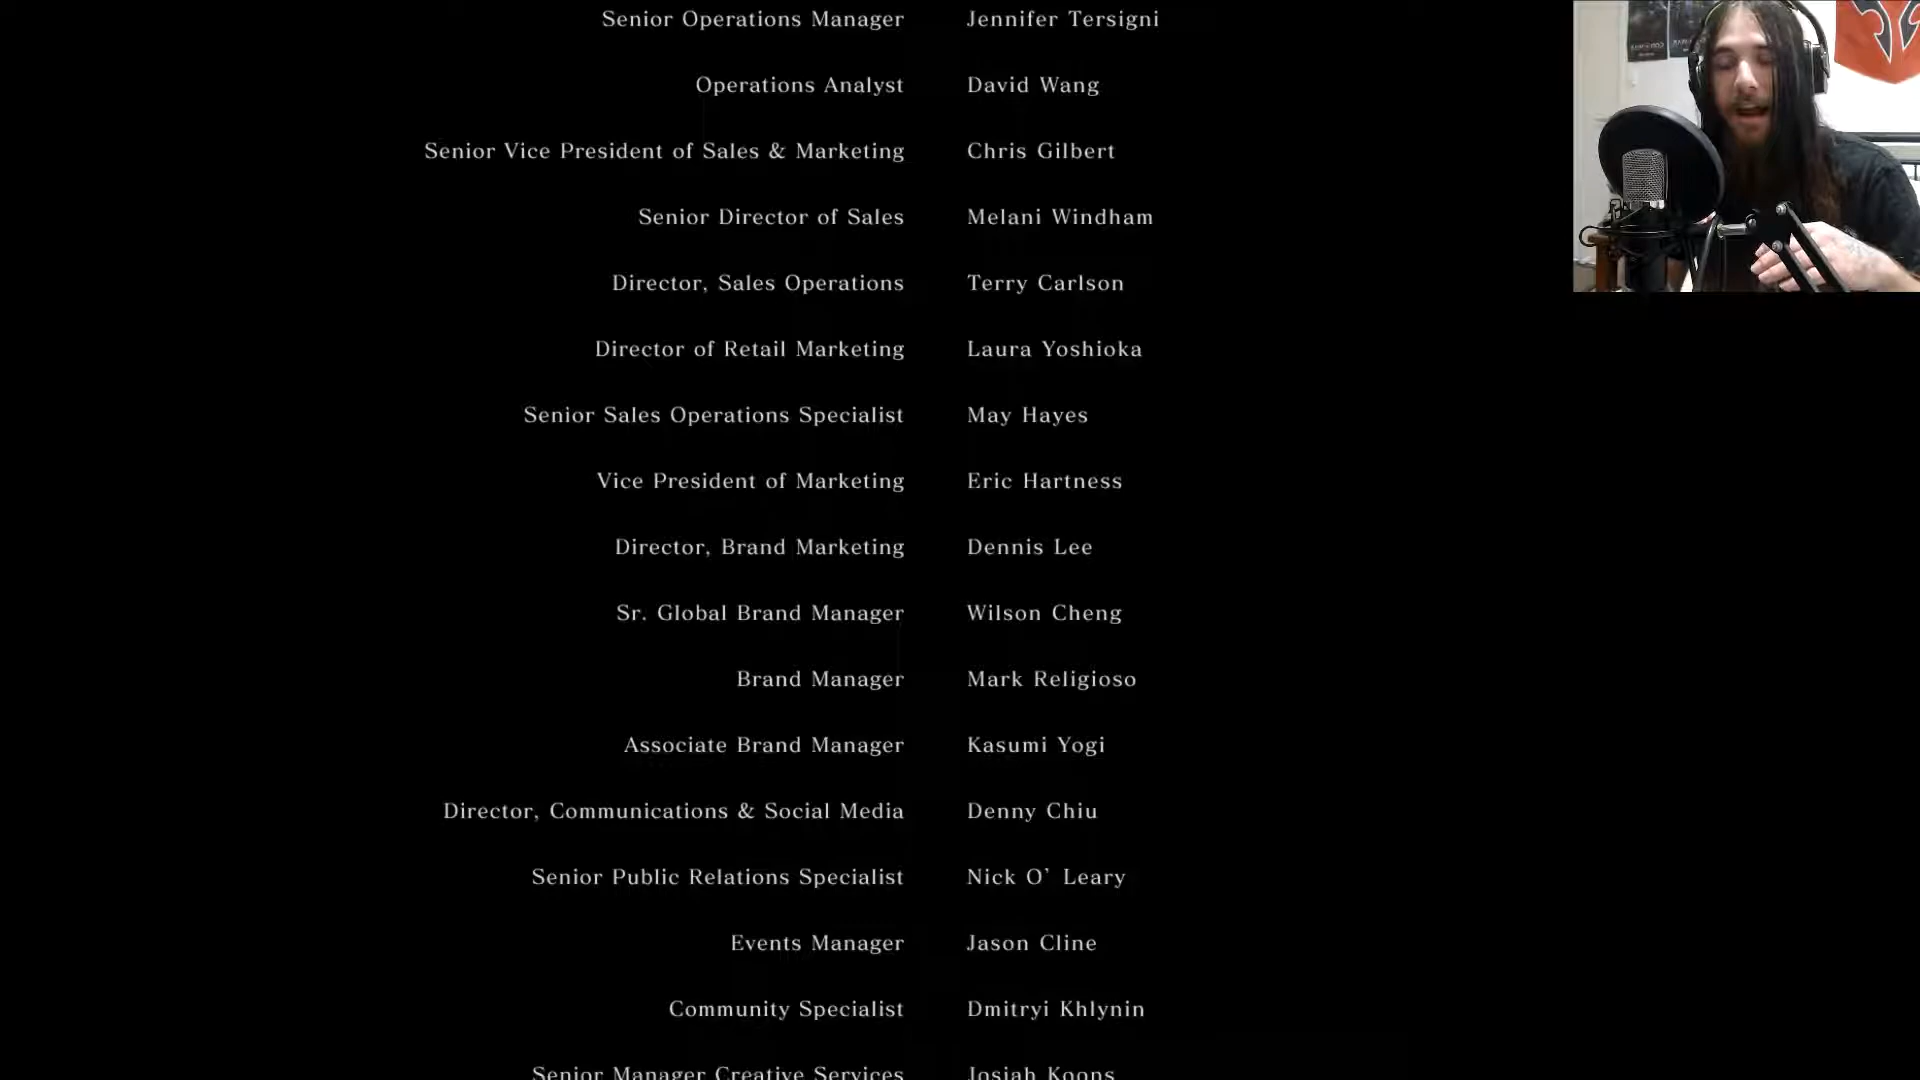 Senior Operations Manager Jennifer Tersigni
Operations Analyst David Wang
Senior Vice President of Sales & Marketing Chris Gilbert
Senior Director of Sales Melani Windham
Director, Sales Operations Terry Carlson
Director of Retail Marketing Laura Yoshioka
Senior Sales Operations Specialist May Hayes
Vice President of Marketing Eric Hartness
Director, Brand Marketing Dennis Lee
Sr. Global Brand Manager Wilson Cheng
Brand Manager Mark Religioso
Associate Brand Manager Kasumi Yogi
Director, Communications & Social Media Denny Chiu
Senior Public Relations Specialist Nick O’ Leary
Events Manager Jason Cline
Community Specialist Dmitryi Khlynin
Senior Manager Creative Services Josiah Koons